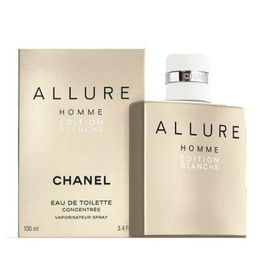 ALLURE
HOMME
EDITION
BLANCHE
CHANEL
EAU DE TOILETTE
CONCENTRÉE
VAPORISATEUR SPRAY
100 ml
3.4 F
ALLURE
HOMME
EDITION
BLANCHE